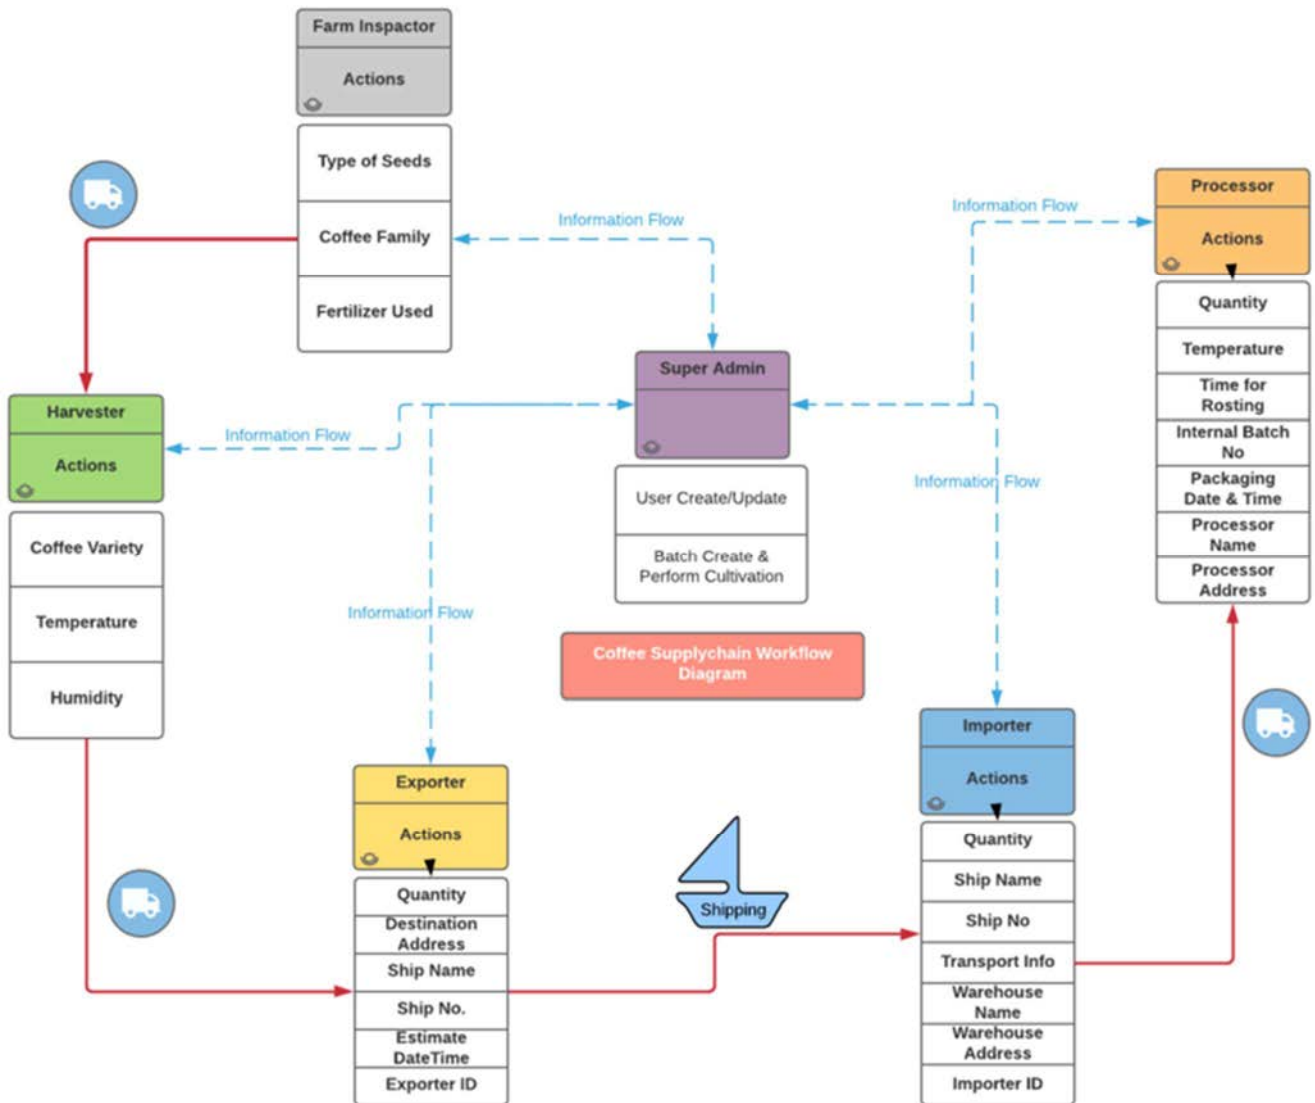 Farm Inspactor
Actions
Type of Seeds
Coffee Family
Fertilizer Used
Information Flow
Information Flow
Processor
Actions
Quantity
Temperature
Time for
Rosting
Internal Batch
No
Packaging
Date & Time
Processor
Name
Processor
Address
Super Admin
User Create/Update
Batch Create &
Perform Cultivation
Harvester
Actions
Coffee Variety
Temperature
Humidity
Information Flow
Information Flow
Information Flow
Coffee Supplychain Workflow
Diagram
Exporter
Actions
Quantity
Destination
Address
Ship Name
Ship No.
Estimate
DateTime
Exporter ID
Shipping
Importer
Actions
Quantity
Ship Name
Ship No
Transport Info
Warehouse
Name
Warehouse
Address
Importer ID